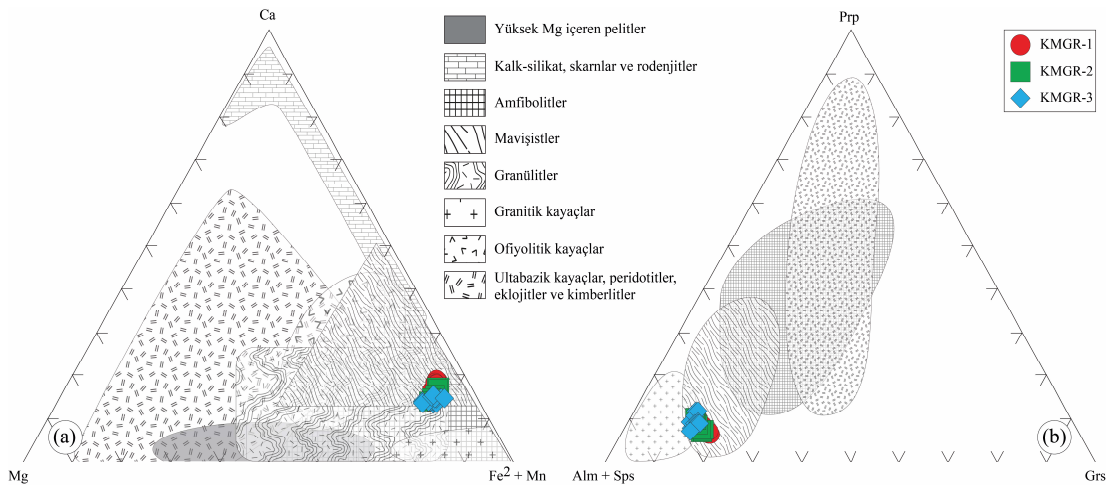 Ca
Yüksek Mg içeren pelitler
Kalk-silikat, skarnlar ve rodenjitler
Amfibolitler
Mavişistler
Granülitler
Granitik kayaçlar
Ofiyolitik kayaçlar
Ultabazik kayaçlar, peridotitler,
eklojitler ve kimberlitler
(a)
Mg
Fe² + Mn
Prp
KMGR-1
KMGR-2
KMGR-3
(b)
Alm + Sps
Grs